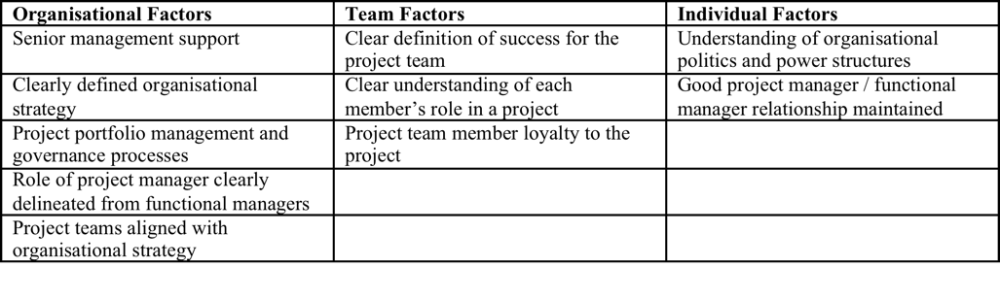 Organisational Factors Team Factors Individual Factors
Senior management support Clear definition of success for the Understanding of organisational
project team politics and power structures
Clearly defined organisational Clear understanding of each Good project manager / functional
strategy member’s role in a project manager relationship maintained
Project portfolio management and Project team member loyalty to the
governance processes project
Role of project manager clearly
delineated from functional managers
Project teams aligned with
organisational strategy